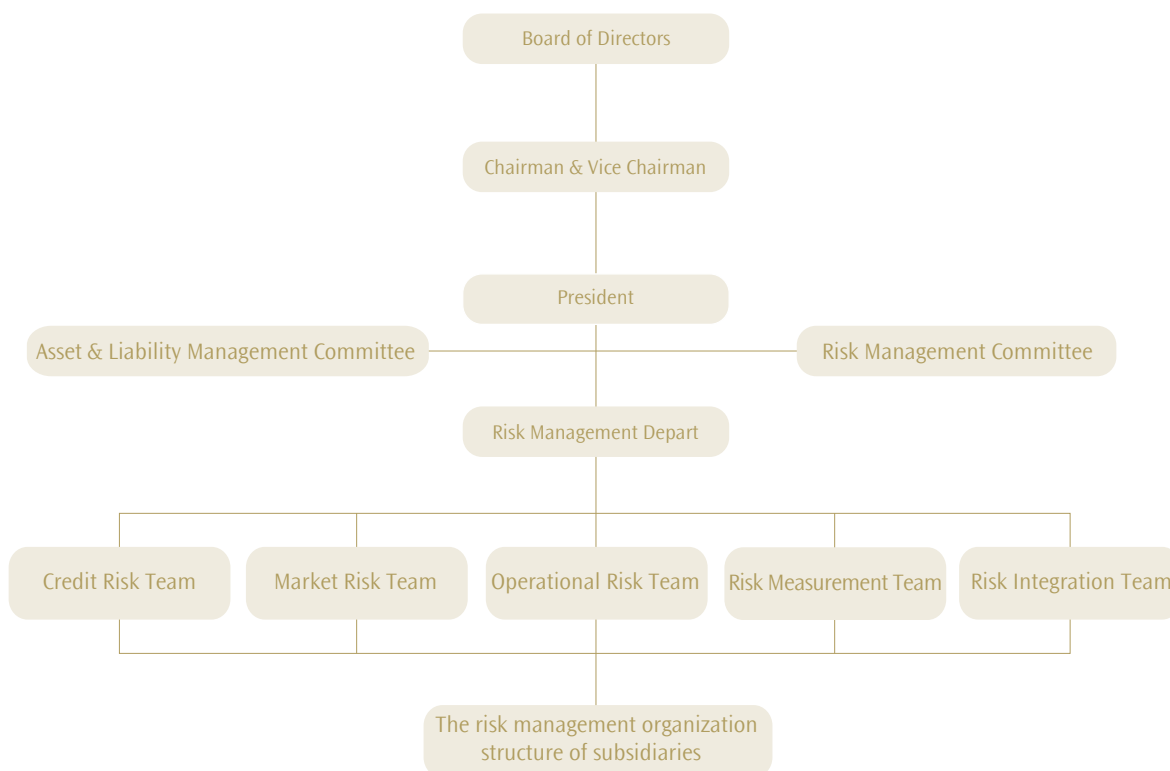 Board of Directors
Chairman & Vice Chairman
President
Asset & Liability Management Committee
Risk Management Committee
Risk Management Depart
Credit Risk Team
Market Risk Team
Operational Risk Team
Risk Measurement Team
Risk Integration Team
The risk management organization
structure of subsidiaries